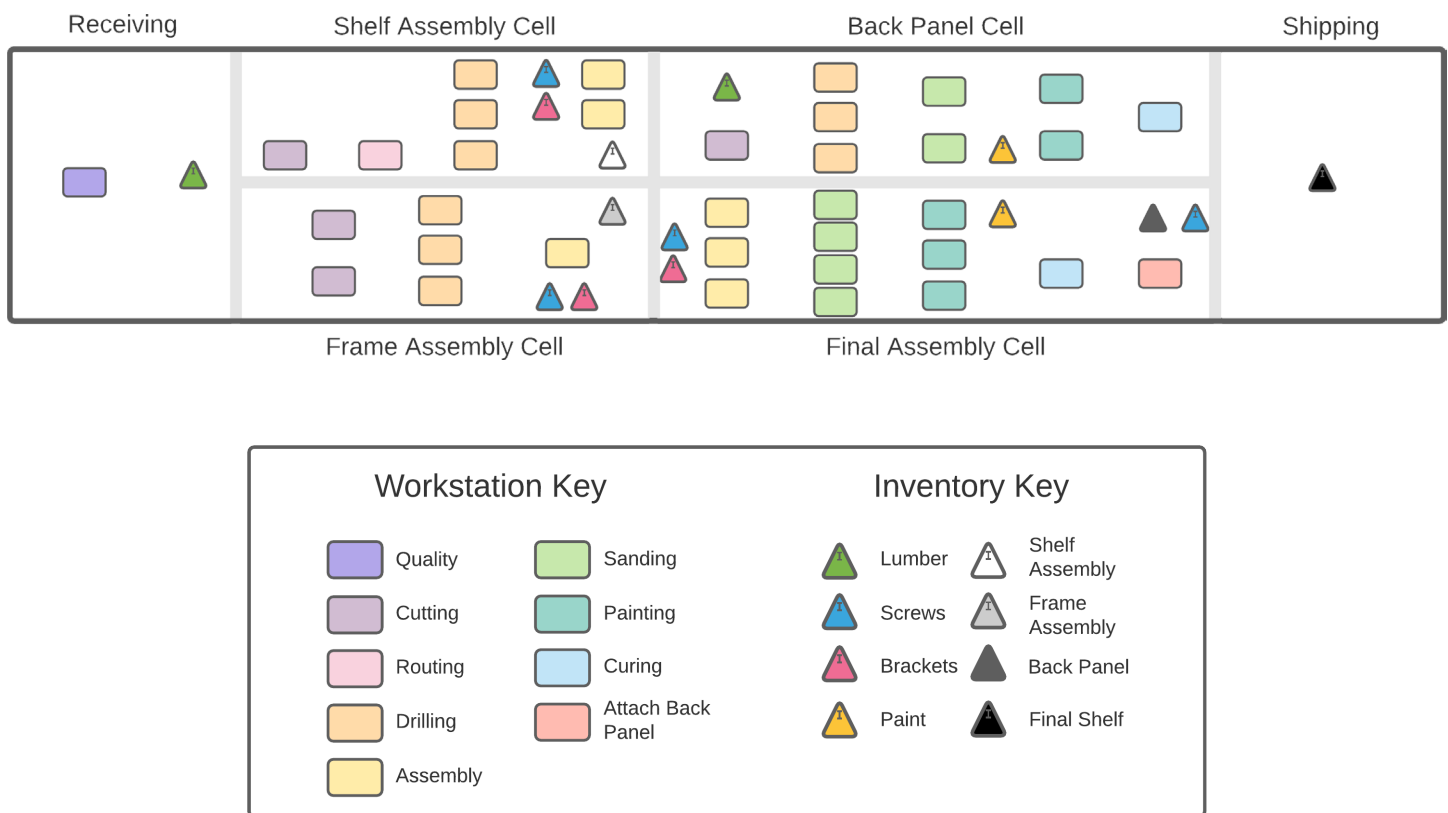 Receiving
Shelf Assembly Cell
Back Panel Cell
Shipping
Frame Assembly Cell
Final Assembly Cell
Workstation Key
Quality
Cutting
Routing
Drilling
Assembly
Sanding
Painting
Curing
Attach Back
Panel
Inventory Key
Lumber
Screws
Brackets
Paint
Shelf
Assembly
Frame
Assembly
Back Panel
Final Shelf